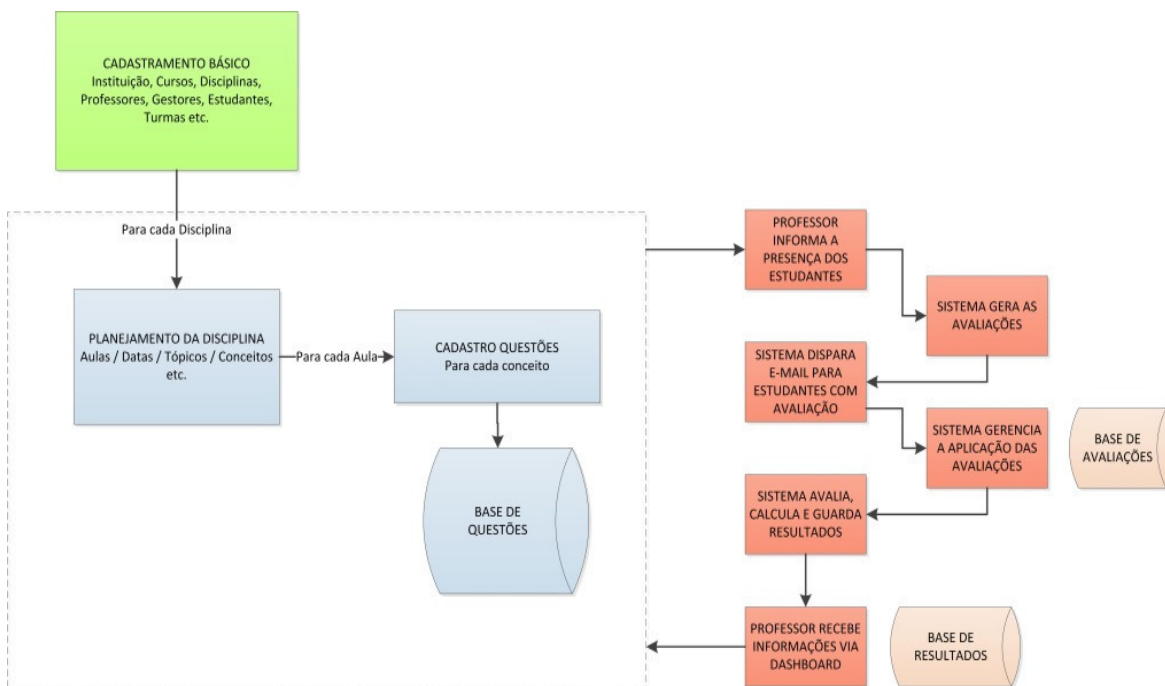 CADASTRAMENTO BÁSICO
Instituição, Cursos, Disciplinas,
Professores, Gestores, Estudantes,
Turmas etc.
Para cada Disciplina
PLANEJAMENTO DA DISCIPLINA
Aulas / Datas / Tópicos / Conceitos
etc.
Para cada Aula
CADASTRO QUESTÕES
Para cada conceito
BASE DE
QUESTÕES
PROFESSOR
INFORMA A
PRESENÇA DOS
ESTUDANTES
SISTEMA GERA AS
AVALIAÇÕES
SISTEMA DISPARA
E-MAIL PARA
ESTUDANTES COM
AVALIAÇÃO
SISTEMA GERENCIA
A APLICAÇÃO DAS
AVALIAÇÕES
BASE DE
AVALIAÇÕES
SISTEMA AVALIA,
CALCULA E GUARDA
RESULTADOS
PROFESSOR RECEBE
INFORMAÇÕES VIA
DASHBOARD
BASE DE
RESULTADOS